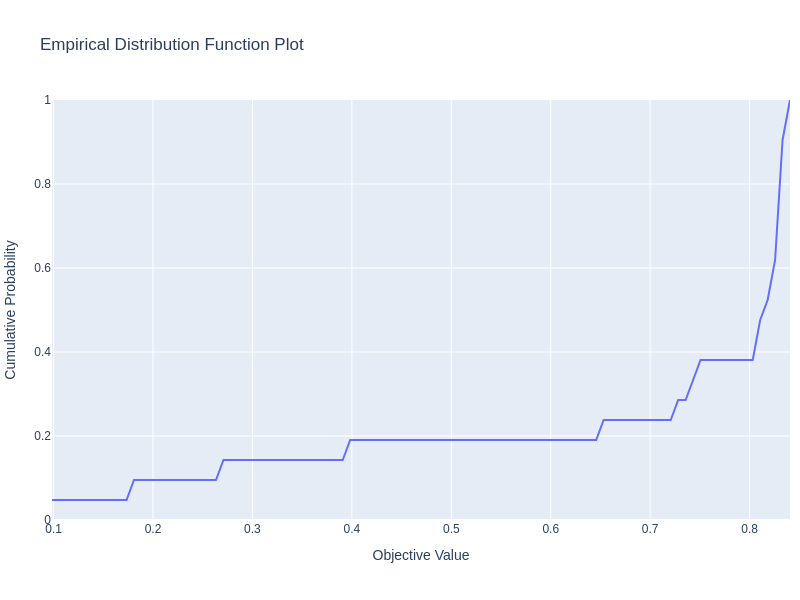 Empirical Distribution Function Plot
1
0.8
0.6
0.4
0.2
0
Cumulative Probability
0.1 0.2 0.3 0.4 0.5 0.6 0.7 0.8
Objective Value